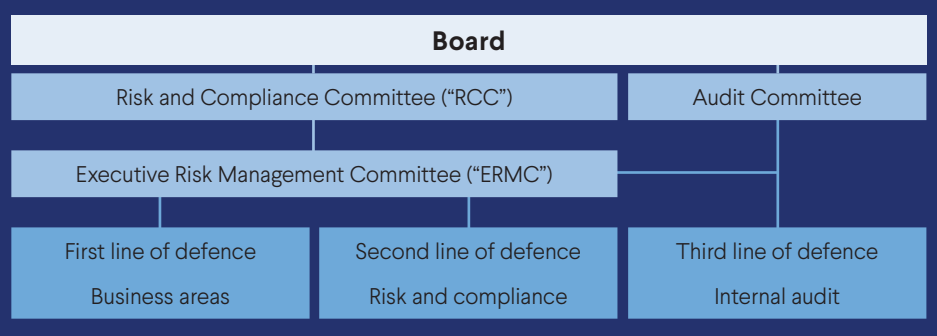 Board
Risk and Compliance Committee (“RCC”)
Audit Committee
Executive Risk Management Committee (“ERMC”)
First line of defence
Business areas
Second line of defence
Risk and compliance
Third line of defence
Internal audit